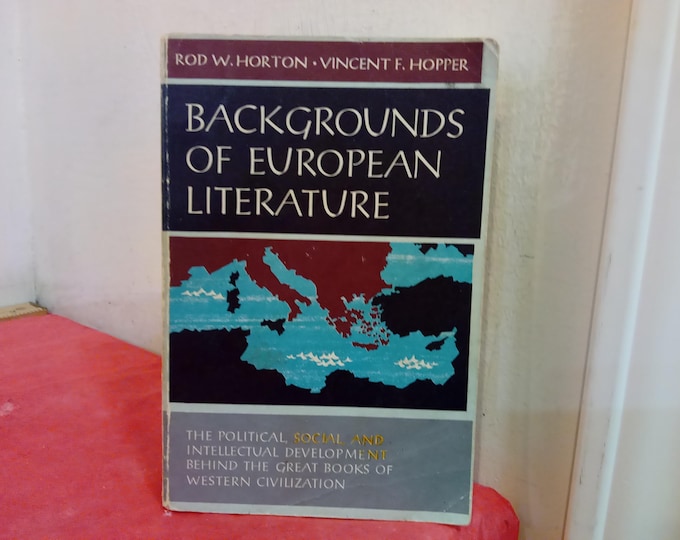 ROD W. HORTON • VINCENT F. HOPPER
BACKGROUNDS
OF EUROPEAN
LITERATURE
THE POLITICAL, SOCIAL AND
INTELLECTUAL DEVELOPMENT
BEHIND THE GREAT BOOKS OF
WESTERN CIVILIZATION